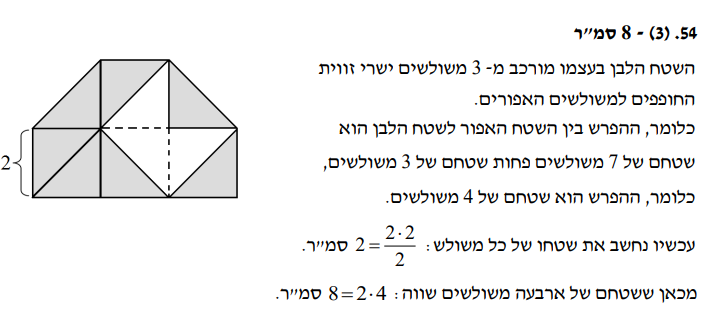 54. (3) - 8 סמ"ר
השטח הלבן בעצמו מורכב מ- 3 משולשים ישרי זווית
החופפים למשולשים האפורים.
כלומר, ההפרש בין השטח האפור לשטח הלבן הוא
שטחם של 7 משולשים פחות שטחם של 3 משולשים,
כלומר, ההפרש הוא שטחם של 4 משולשים.
עכשיו נחשב את שטחו של כל משולש: 2 = \frac{2·2}{2} סמ"ר.
מכאן ששטחם של ארבעה משולשים שווה: 8 = 2·4 סמ"ר.
2